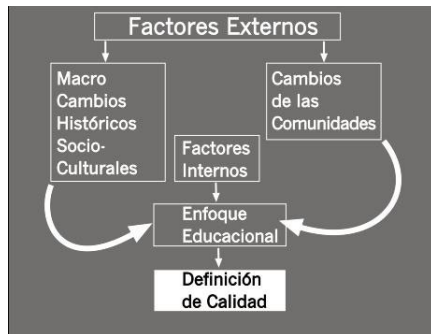 Factores Externos
Macro
Cambios
Históricos
Socio-
Culturales
Cambios
de las
Comunidades
Factores
Internos
Enfoque
Educacional
Definición
de Calidad